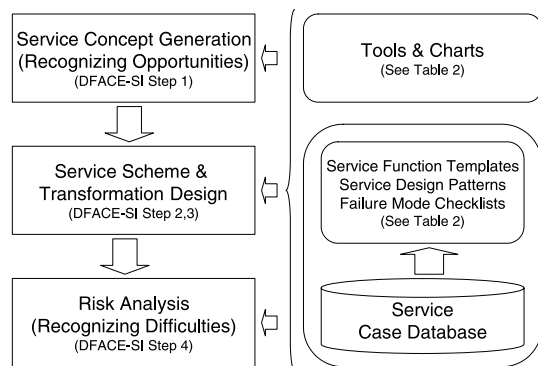 Service Concept Generation
(Recognizing Opportunities)
(DFACE-SI Step 1)
Service Scheme &
Transformation Design
(DFACE-SI Step 2,3)
Risk Analysis
(Recognizing Difficulties)
(DFACE-SI Step 4)
Tools & Charts
(See Table 2)
Service Function Templates
Service Design Patterns
Failure Mode Checklists
(See Table 2)
Service
Case Database